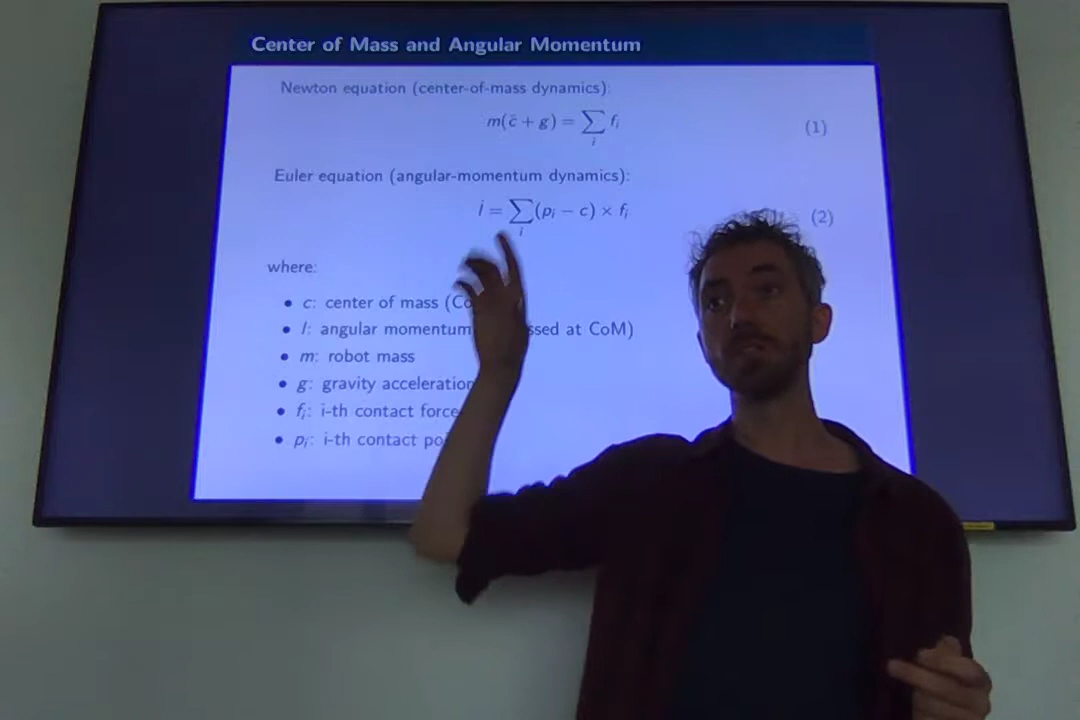 Center of Mass and Angular Momentum
Newton equation (center-of-mass dynamics):
m(c̈ + g) = ∑ᵢ fᵢ (1)
Euler equation (angular-momentum dynamics):
l̇ = ∑ᵢ(pᵢ − c) × fᵢ (2)
where:
• c: center of mass (Co
• l: angular momentum ssed at CoM)
• m: robot mass
• g: gravity acceleration
• fᵢ: i-th contact force
• pᵢ: i-th contact po